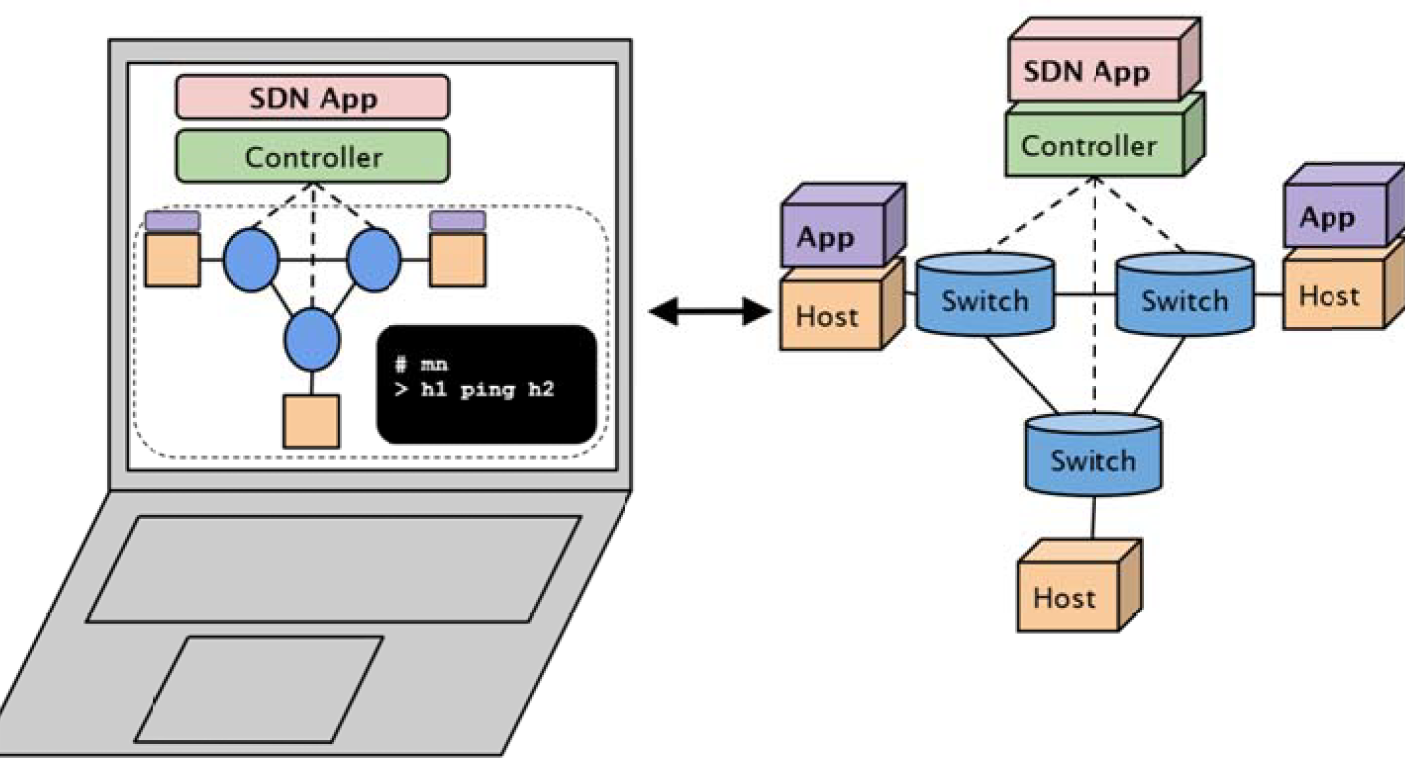 SDN App
Controller
# mn
> h1 ping h2
SDN App
Controller
App
Host
Switch
Switch
App
Host
Switch
Host